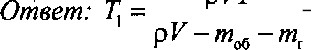 Ответ: T₁ =
ρV − m_об − m_г